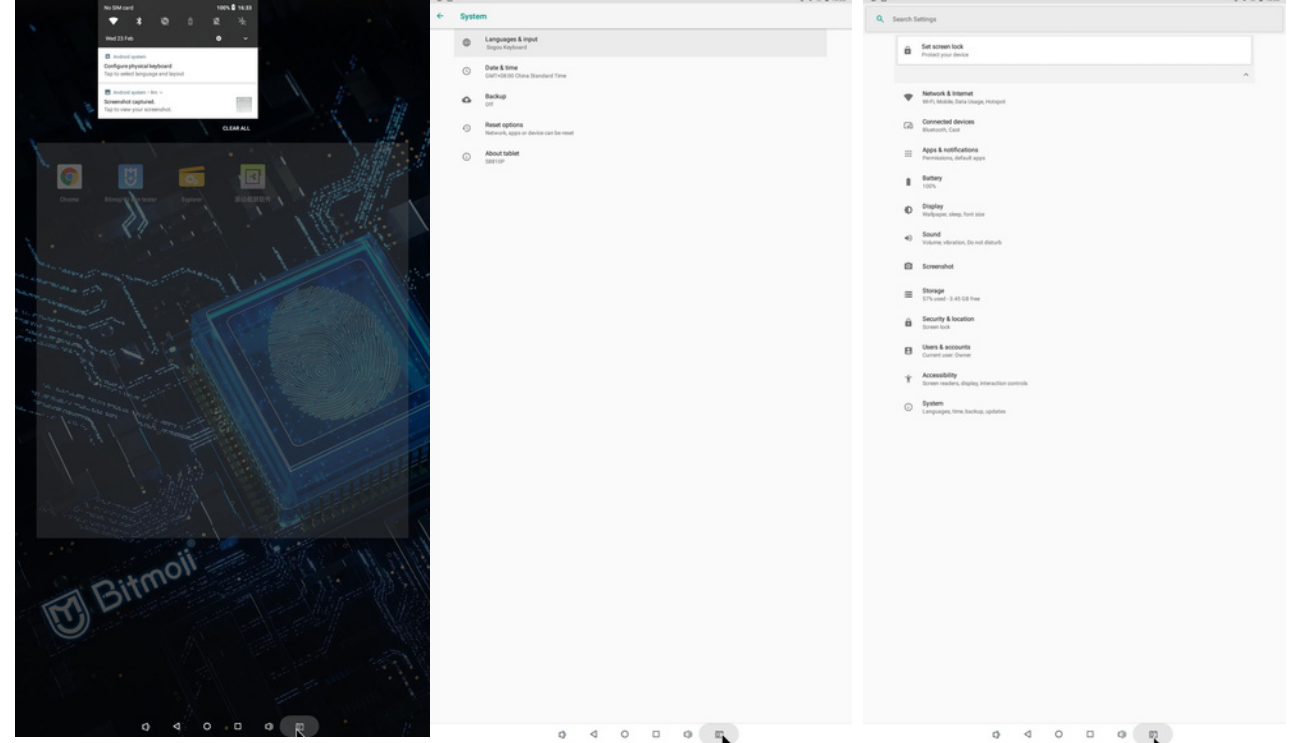 No SIM card
100% 16:33
Wed 23 Feb
Android system
Configure physical keyboard
Tap to select language and layout
Android system • 8m
Screenshot captured.
Tap to view your screenshot.
CLEAR ALL
Chrome
Explorer
Bitmoji
System
Languages & input
Sogou Keyboard
Date & time
GMT+08:00 China Standard Time
Backup
Off
Reset options
Network, apps or device can be reset
About tablet
Search Settings
Set screen lock
Protect your device
Network & Internet
Wi-Fi, Mobile, Data Usage, Hotspot
Connected devices
Bluetooth, Cast
Apps & notifications
Permissions, default apps
Battery
100%
Display
Wallpaper, sleep, font size
Sound
Volume, vibration, Do not disturb
Screenshot
Storage
57% used - 3.45 GB free
Security & location
Screen lock
Users & accounts
Current user: Owner
Accessibility
Screen readers, display, interaction controls
System
Languages, time, backup, updates